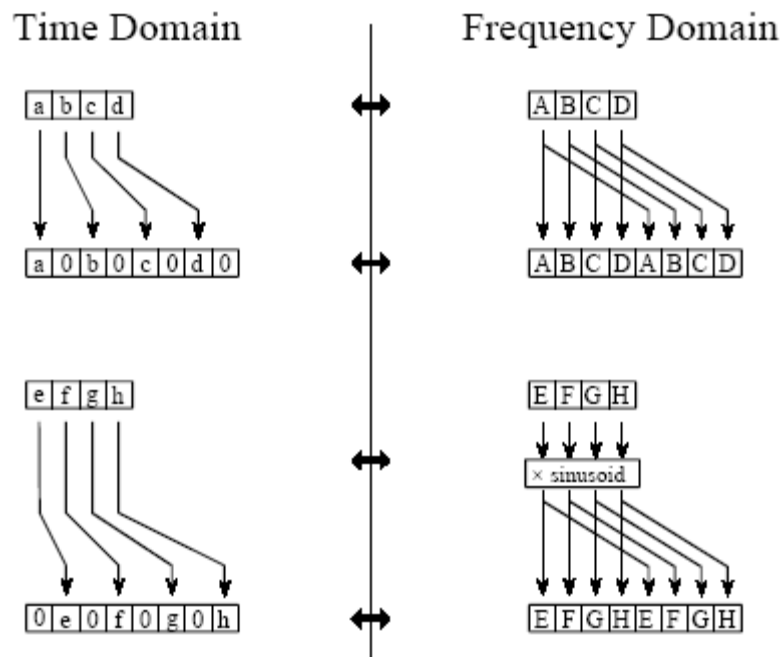 Time Domain Frequency Domain
a b c d A B C D
a 0 b 0 c 0 d 0 A B C D A B C D
e f g h E F G H
× sinusoid
0 e 0 f 0 g 0 h E F G H E F G H